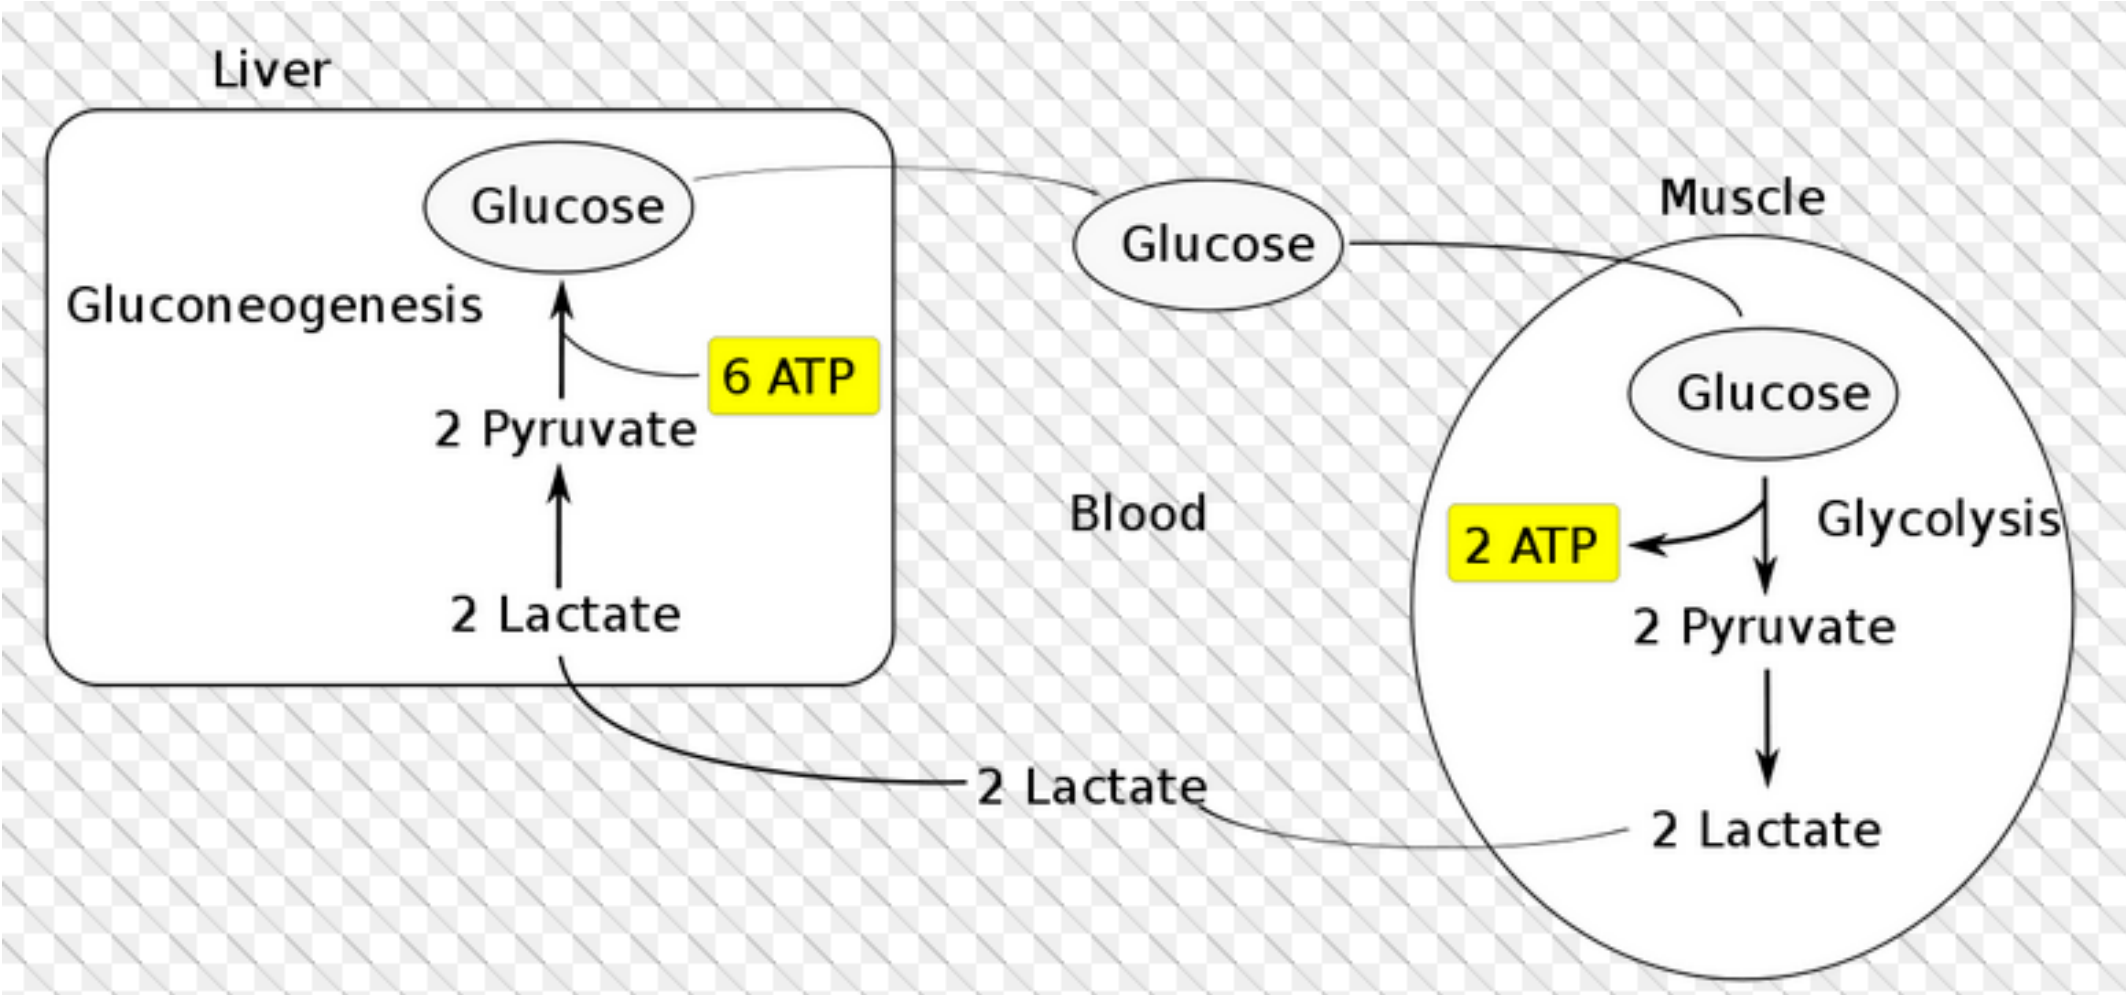 Liver
Glucose
Gluconeogenesis
6 ATP
2 Pyruvate
2 Lactate
Glucose
Blood
2 Lactate
Muscle
Glucose
2 ATP
Glycolysis
2 Pyruvate
2 Lactate